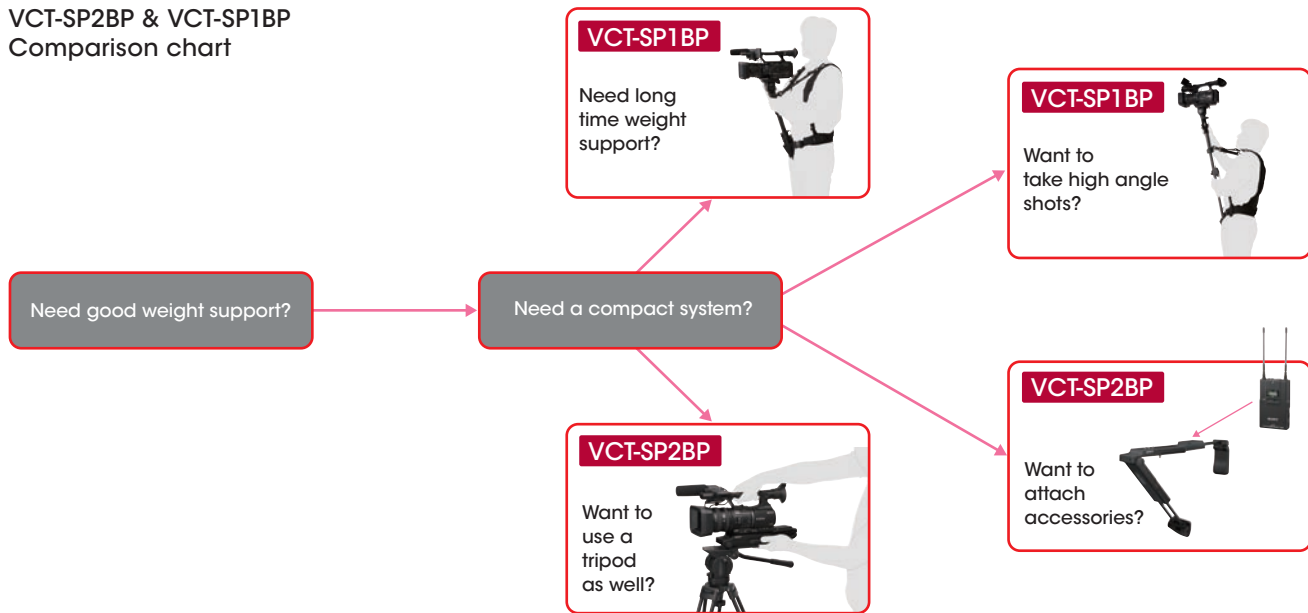 VCT-SP2BP & VCT-SP1BP
Comparison chart
VCT-SP1BP
Need long
time weight
support?
VCT-SP1BP
Want to
take high angle
shots?
Need good weight support?
Need a compact system?
VCT-SP2BP
Want to
use a
tripod
as well?
VCT-SP2BP
Want to
attach
accessories?